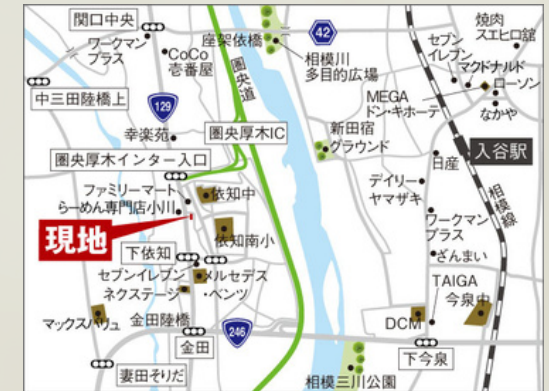 関口中央
ワークマン
プラス
CoCo
壱番屋
座架依橋
42
相模川
多目的広場
焼肉
スエヒロ館
セブン
イレブン
マクドナルド
ローソン
なかや
MEGA
ドン・キホーテ
圏央道
中三田陸橋上
129
幸楽苑
圏央厚木IC
新田宿
グラウンド
入谷駅
日産
相模線
圏央厚木インター入口
ファミリーマート
らーめん専門店小川
依知中
デイリー
ヤマザキ
現地
依知南小
ワークマン
プラス
ざんまい
下依知
セブンイレブン
ネクステージ
メルセデス
・ベンツ
TAIGA
今泉中
マックスバリュ
金田陸橋
246
DCM
金田
下今泉
妻田そりだ
相模三川公園